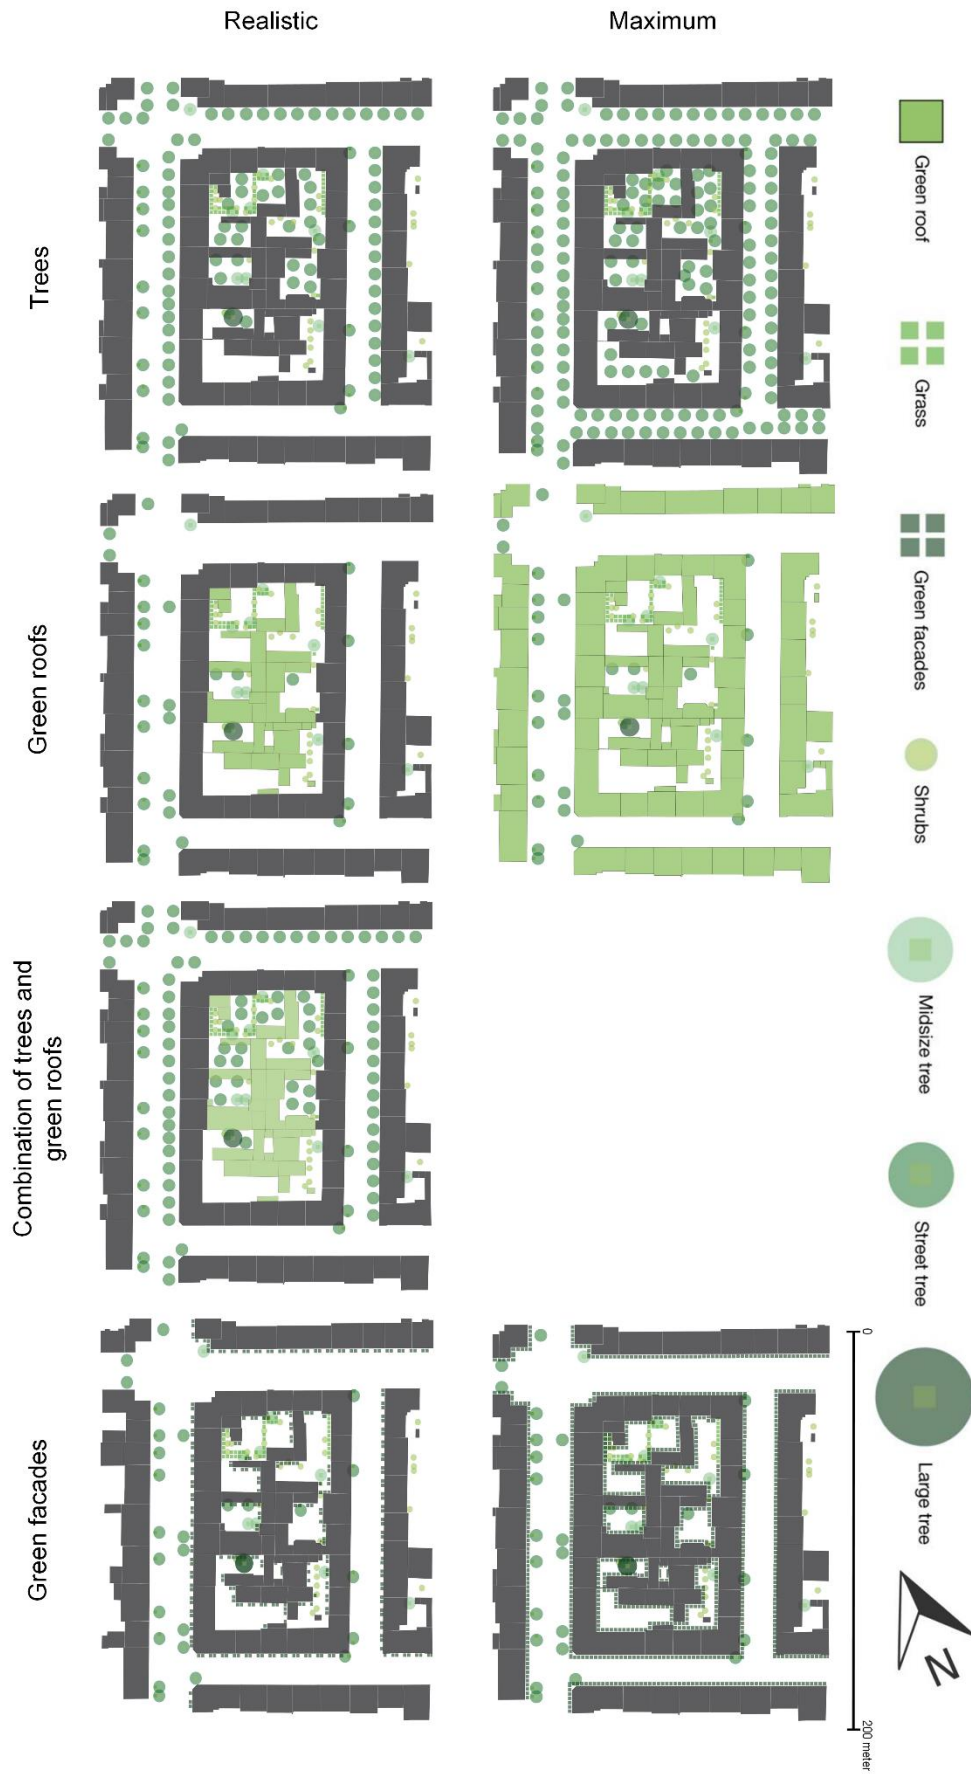 Realistic
Maximum
Trees
Green roofs
Combination of trees and
green roofs
Green facades
Green roof
Grass
Green facades
Shrubs
Midsize tree
Street tree
Large tree
N
0
200 meter